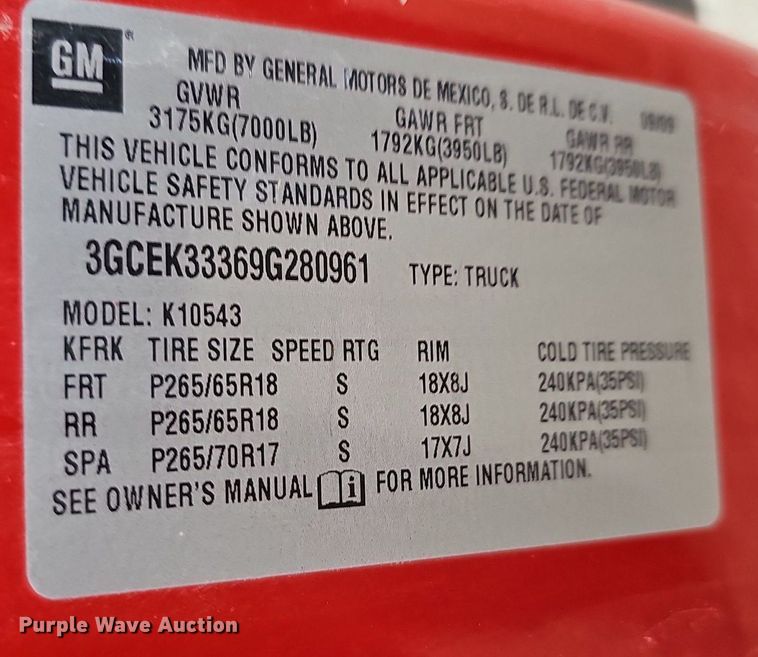 GM
MFD BY GENERAL MOTORS DE MEXICO, S. DE R.L. DE C.V. 09/09
GVWR GAWR FRT GAWR RR
3175KG(7000LB) 1792KG(3950LB) 1792KG(3950LB)
THIS VEHICLE CONFORMS TO ALL APPLICABLE U.S. FEDERAL MOTOR
VEHICLE SAFETY STANDARDS IN EFFECT ON THE DATE OF
MANUFACTURE SHOWN ABOVE.
3GCEK33369G280961 TYPE: TRUCK
MODEL: K10543
KFRK TIRE SIZE SPEED RTG RIM COLD TIRE PRESSURE
FRT P265/65R18 S 18X8J 240KPA(35PSI)
RR P265/65R18 S 18X8J 240KPA(35PSI)
SPA P265/70R17 S 17X7J 240KPA(35PSI)
SEE OWNER'S MANUAL i FOR MORE INFORMATION.
Purple Wave Auction